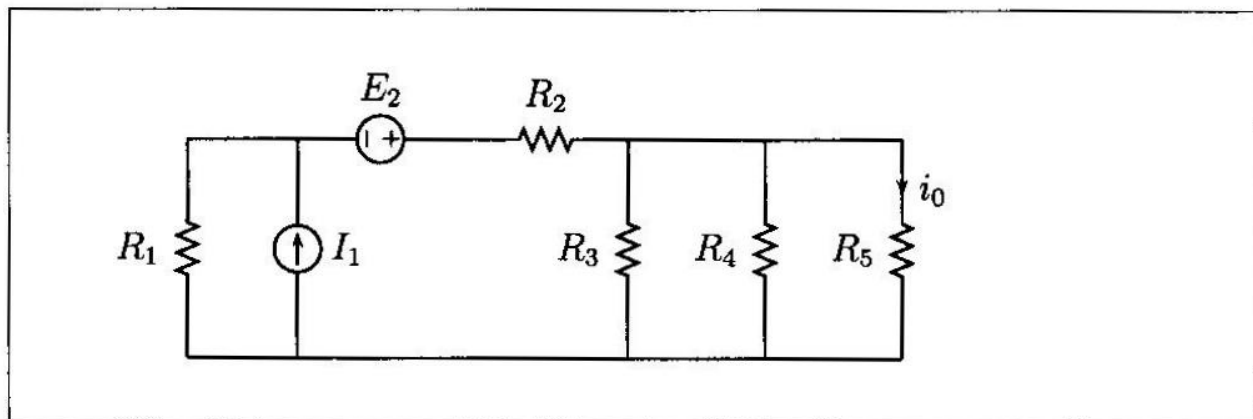 E₂ R₂
− +
i₀
R₁ I₁ R₃ R₄ R₅